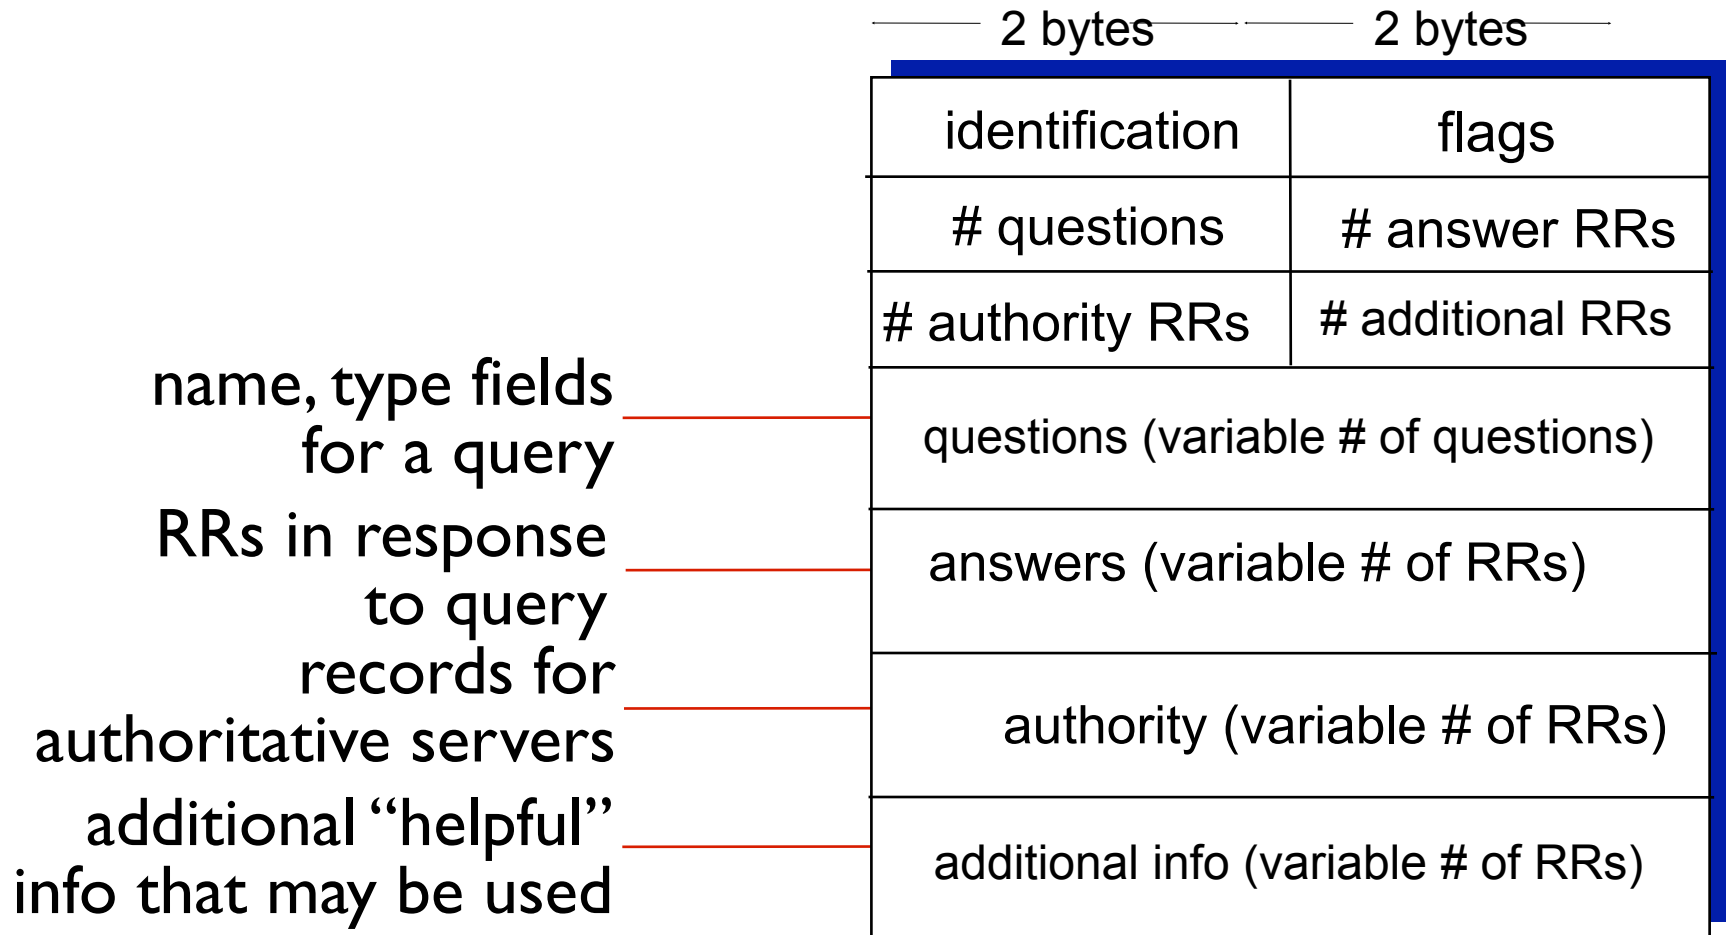 2 bytes 2 bytes
identification flags
# questions # answer RRs
# authority RRs # additional RRs
name, type fields
for a query
questions (variable # of questions)
RRs in response
to query
answers (variable # of RRs)
records for
authoritative servers
authority (variable # of RRs)
additional “helpful”
info that may be used
additional info (variable # of RRs)